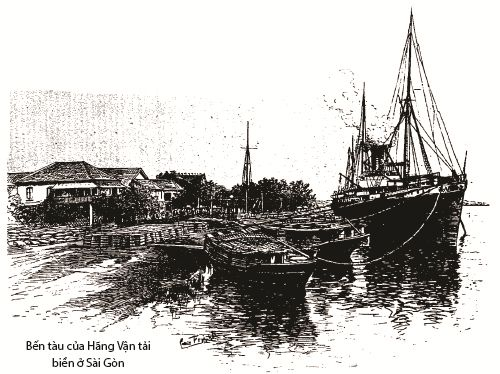 Bến tàu của Hãng Vận tải
biển ở Sài Gòn